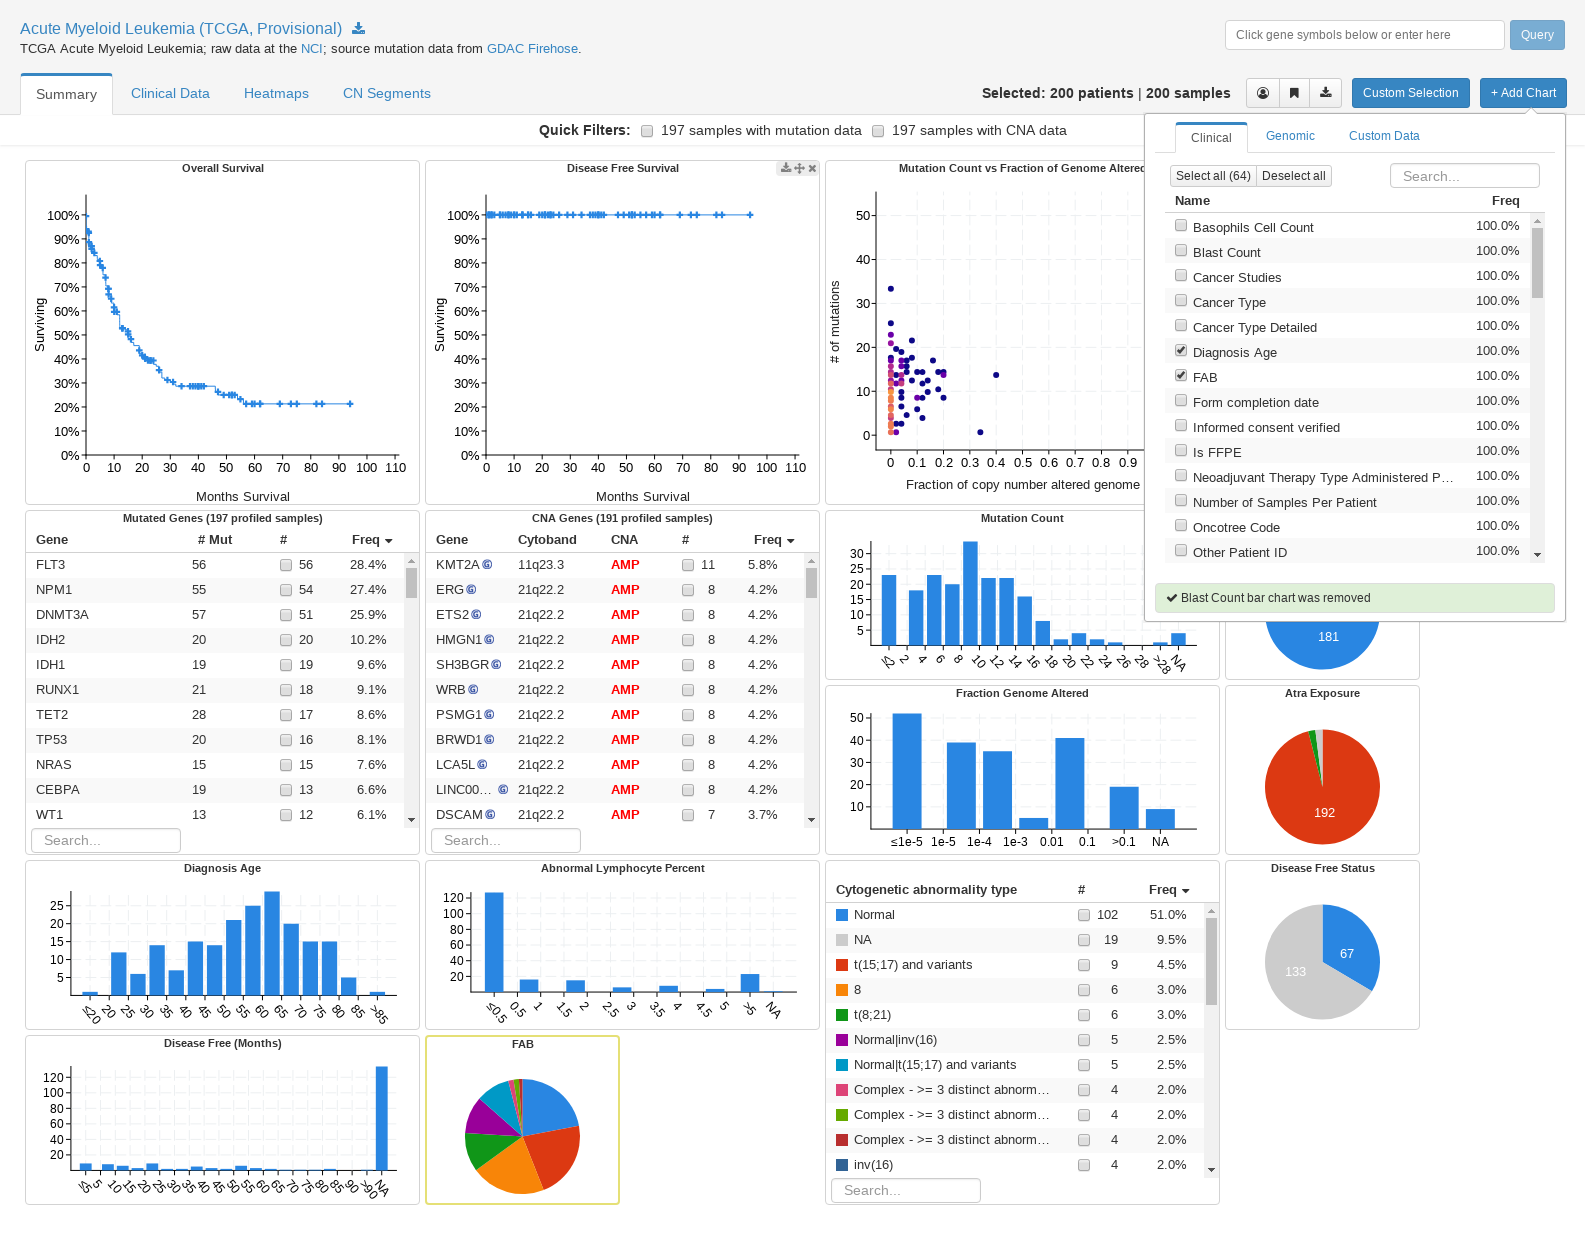 Acute Myeloid Leukemia (TCGA, Provisional)
TCGA Acute Myeloid Leukemia; raw data at the NCI; source mutation data from GDAC Firehose.
Click gene symbols below or enter here
Query
Summary
Clinical Data
Heatmaps
CN Segments
Selected: 200 patients | 200 samples
Custom Selection
+ Add Chart
Quick Filters: 197 samples with mutation data 197 samples with CNA data
Clinical
Genomic
Custom Data
Select all (64) Deselect all
Search...
Name Freq
Basophils Cell Count 100.0%
Blast Count 100.0%
Cancer Studies 100.0%
Cancer Type 100.0%
Cancer Type Detailed 100.0%
Diagnosis Age 100.0%
FAB 100.0%
Form completion date 100.0%
Informed consent verified 100.0%
Is FFPE 100.0%
Neoadjuvant Therapy Type Administered P... 100.0%
Number of Samples Per Patient 100.0%
Oncotree Code 100.0%
Other Patient ID 100.0%
Blast Count bar chart was removed
Overall Survival
Surviving
100%
90%
80%
70%
60%
50%
40%
30%
20%
10%
0%
0 10 20 30 40 50 60 70 80 90 100 110
Months Survival
Disease Free Survival
Surviving
100%
90%
80%
70%
60%
50%
40%
30%
20%
10%
0%
0 10 20 30 40 50 60 70 80 90 100 110
Months Survival
Mutation Count vs Fraction of Genome Altered
# of mutations
50
40
30
20
10
0
0 0.1 0.2 0.3 0.4 0.5 0.6 0.7 0.8 0.9
Fraction of copy number altered genome
Mutated Genes (197 profiled samples)
Gene # Mut # Freq
FLT3 56 56 28.4%
NPM1 55 54 27.4%
DNMT3A 57 51 25.9%
IDH2 20 20 10.2%
IDH1 19 19 9.6%
RUNX1 21 18 9.1%
TET2 28 17 8.6%
TP53 20 16 8.1%
NRAS 15 15 7.6%
CEBPA 19 13 6.6%
WT1 13 12 6.1%
Search...
CNA Genes (191 profiled samples)
Gene Cytoband CNA # Freq
KMT2A G 11q23.3 AMP 11 5.8%
ERG G 21q22.2 AMP 8 4.2%
ETS2 G 21q22.2 AMP 8 4.2%
HMGN1 G 21q22.2 AMP 8 4.2%
SH3BGR G 21q22.2 AMP 8 4.2%
WRB G 21q22.2 AMP 8 4.2%
PSMG1 G 21q22.2 AMP 8 4.2%
BRWD1 G 21q22.2 AMP 8 4.2%
LCA5L G 21q22.2 AMP 8 4.2%
LINC00... G 21q22.2 AMP 8 4.2%
DSCAM G 21q22.2 AMP 7 3.7%
Search...
Mutation Count
30
25
20
15
10
5
≤2 2 4 6 8 10 12 14 16 18 20 22 24 26 28 >28 NA
181
Fraction Genome Altered
50
40
30
20
10
≤1e-5 1e-5 1e-4 1e-3 0.01 0.1 >0.1 NA
Atra Exposure
192
Diagnosis Age
25
20
15
10
5
≤20 20 25 30 35 40 45 50 55 60 65 70 75 80 85 >85
Abnormal Lymphocyte Percent
120
100
80
60
40
20
≤0.5 0.5 1 1.5 2 2.5 3 3.5 4 4.5 5 >5 NA
Cytogenetic abnormality type # Freq
Normal 102 51.0%
NA 19 9.5%
t(15;17) and variants 9 4.5%
8 6 3.0%
t(8;21) 6 3.0%
Normal|inv(16) 5 2.5%
Normal|t(15;17) and variants 5 2.5%
Complex - >= 3 distinct abnorm... 4 2.0%
Complex - >= 3 distinct abnorm... 4 2.0%
Complex - >= 3 distinct abnorm... 4 2.0%
inv(16) 4 2.0%
Search...
Disease Free Status
67
133
Disease Free (Months)
120
100
80
60
40
20
≤5 5 10 15 20 25 30 35 40 45 50 55 60 65 70 75 80 85 90 >90 NA
FAB